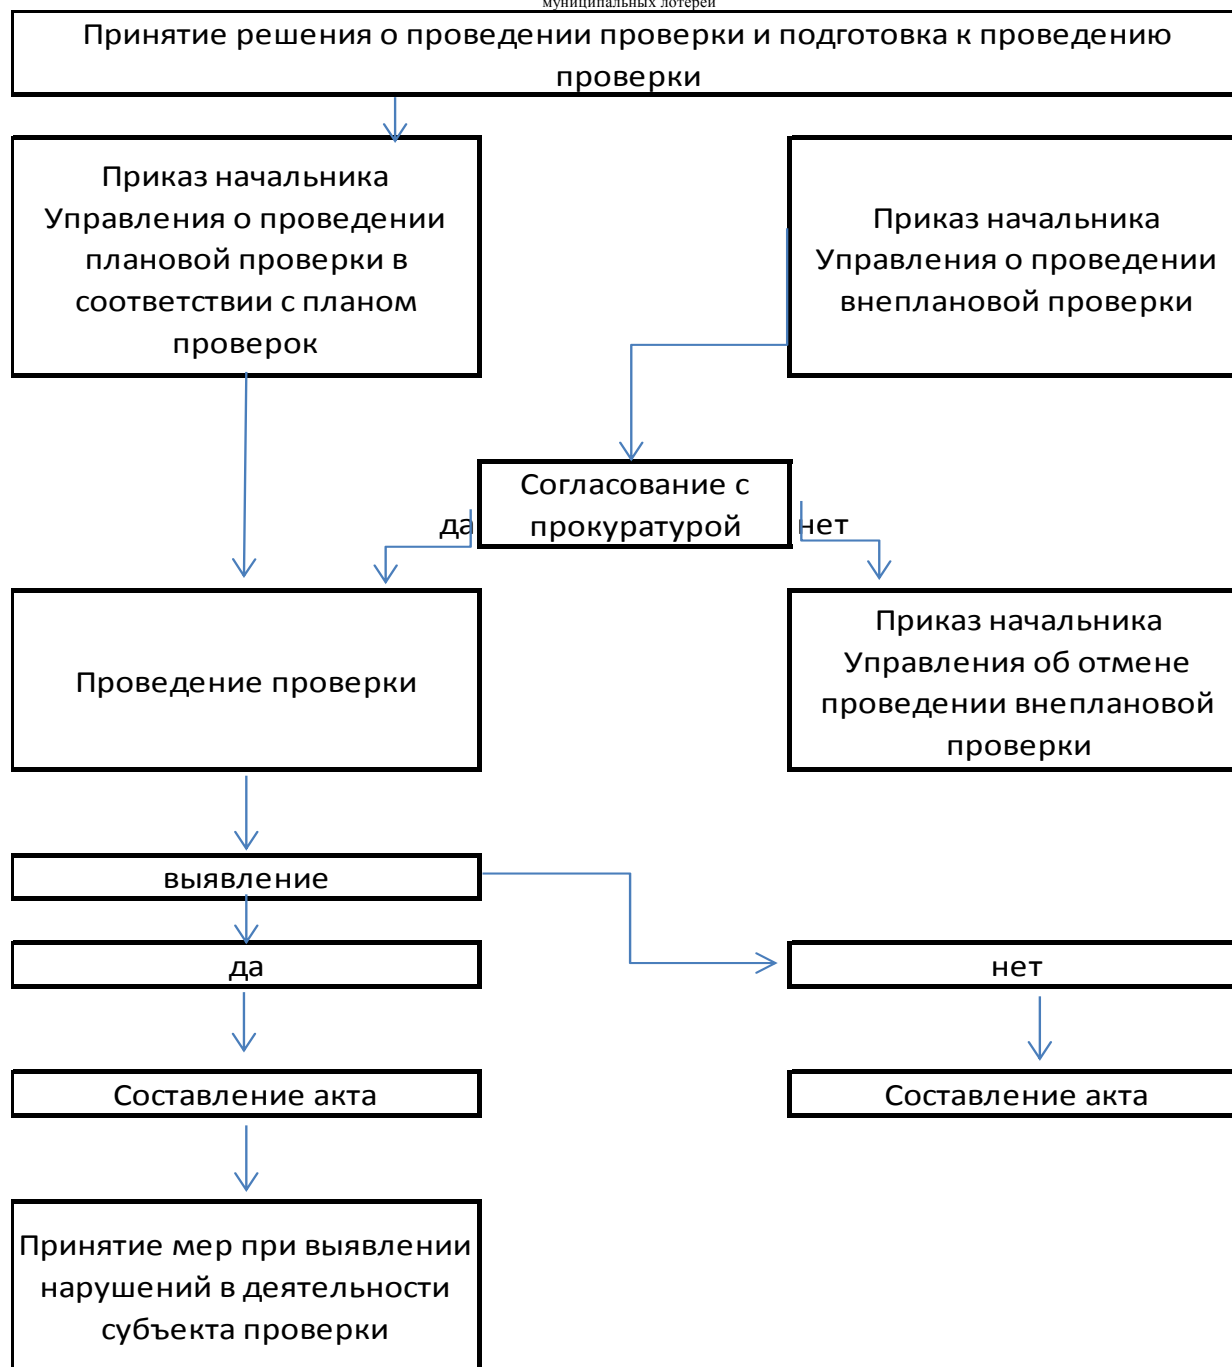 муниципальных лотерей
Принятие решения о проведении проверки и подготовка к проведению
проверки
Приказ начальника
Управления о проведении
плановой проверки в
соответствии с планом
проверок
Приказ начальника
Управления о проведении
внеплановой проверки
Согласование с
прокуратурой
да
нет
Проведение проверки
Приказ начальника
Управления об отмене
проведении внеплановой
проверки
выявление
да
нет
Составление акта
Составление акта
Принятие мер при выявлении
нарушений в деятельности
субъекта проверки